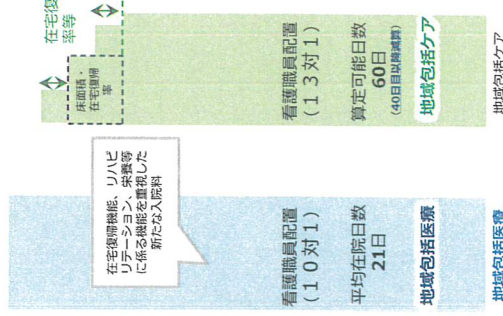 在宅復帰機能、リハビ
リテーション、栄養等
に係る機能を重視した
新たな入院料
看護職員配置
（１０対１）
平均在院日数
21日
地域包括医療
地域包括医療
床面積・
在宅復帰
率
在宅復
率等
看護職員配置
（１３対１）
算定可能日数
60日
(40日目以降減算)
地域包括ケア
地域包括ケア